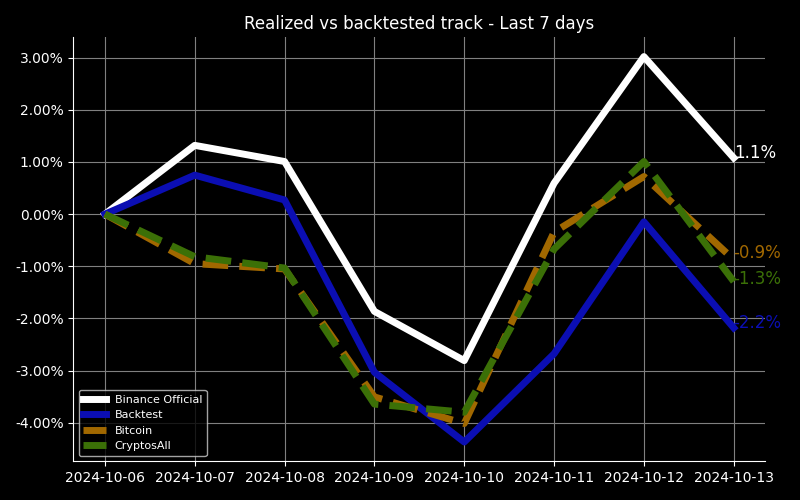 Realized vs backtested track - Last 7 days
3.00%
2.00%
1.00%
0.00%
-1.00%
-2.00%
-3.00%
-4.00%
1.1%
-0.9%
-1.3%
-2.2%
Binance Official
Backtest
Bitcoin
CryptosAll
2024-10-06 2024-10-07 2024-10-08 2024-10-09 2024-10-10 2024-10-11 2024-10-12 2024-10-13